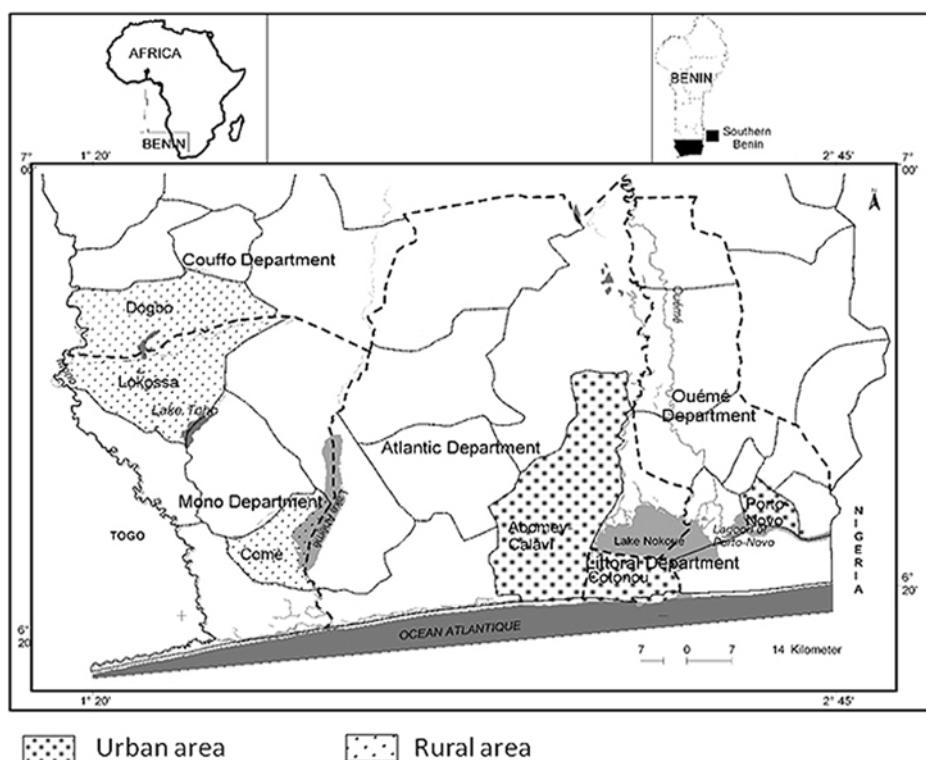 AFRICA
BENIN
BENIN
Southern
Benin
7°
00'
1° 20'
2° 45'
7°
00'
N
Couffo Department
Dogbo
Lokossa
Lake Toho
Ouémé
Ouémé
Department
Atlantic Department
Mono Department
Comé
TOGO
Abomey
Calavi
Porto
Novo
Lagoon of
Porto-Novo
Lake Nokoué
Littoral Department
Cotonou
NIGERIA
6°
20'
6°
20'
OCEAN ATLANTIQUE
7 0 7 14 Kilometer
1° 20'
2° 45'
Urban area
Rural area